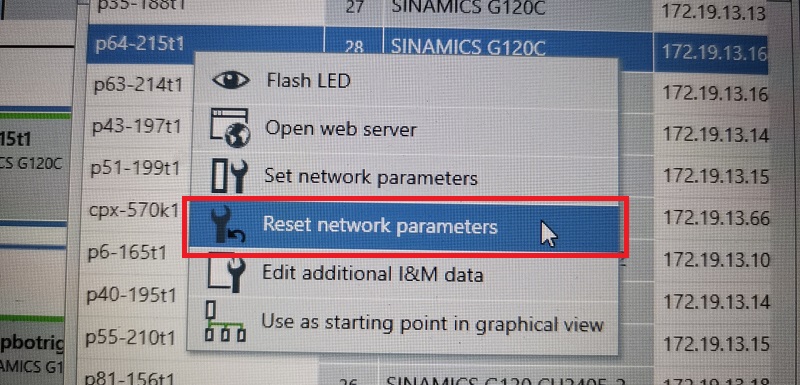 p35-188t1 27 SINAMICS G120C 172.19.13.13
p64-215t1 28 SINAMICS G120C 172.19.13.16
Flash LED
p63-214t1 172.19.13.16
Open web server
p43-197t1 172.19.13.14
15t1
CS G120C
Set network parameters
p51-199t1 172.19.13.15
Reset network parameters
cpx-570k1 172.19.13.66
p6-165t1 172.19.13.10
Edit additional I&M data
p40-195t1 172.19.13.14
Use as starting point in graphical view
p55-210t1 172.19.13.15
pbotrig
AMICS G120C
p81-156t1 26 SINAMICS G120 CU240E-2 172.19.13.18